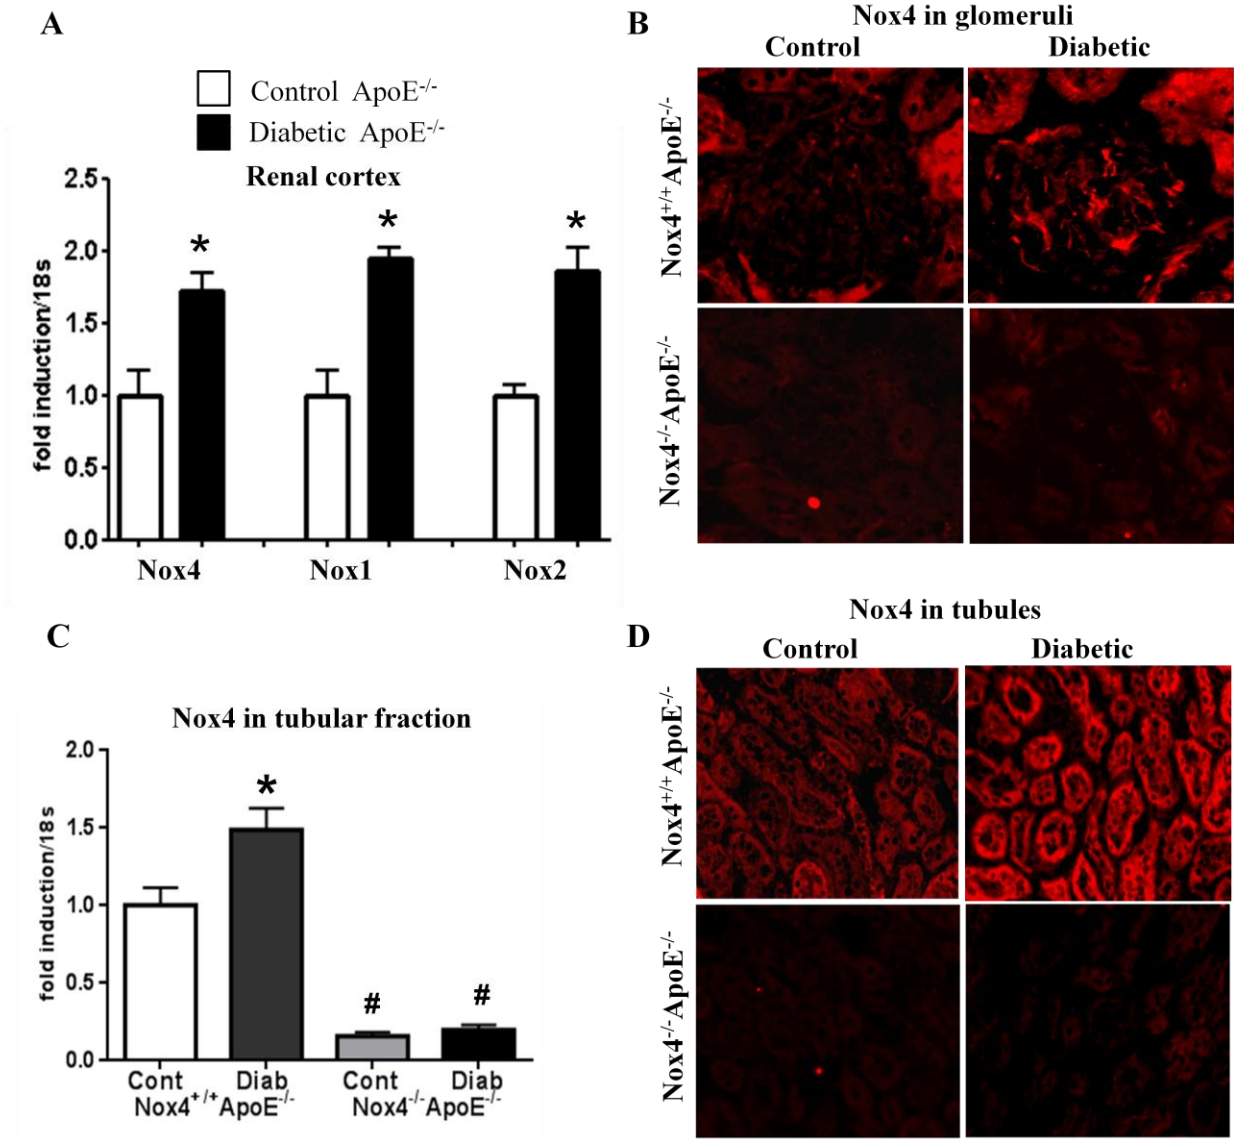 A
Control ApoE-/-
Diabetic ApoE-/-
Renal cortex
fold induction/18s
2.5
2.0
1.5
1.0
0.5
0.0
*
*
*
Nox4 Nox1 Nox2
B
Nox4 in glomeruli
Control Diabetic
Nox4+/+ApoE-/-
Nox4-/-ApoE-/-
C
Nox4 in tubular fraction
fold induction/18s
2.0
1.5
1.0
0.5
0.0
*
#
#
Cont Diab Cont Diab
Nox4+/+ApoE-/- Nox4-/-ApoE-/-
D
Nox4 in tubules
Control Diabetic
Nox4+/+ApoE-/-
Nox4-/-ApoE-/-